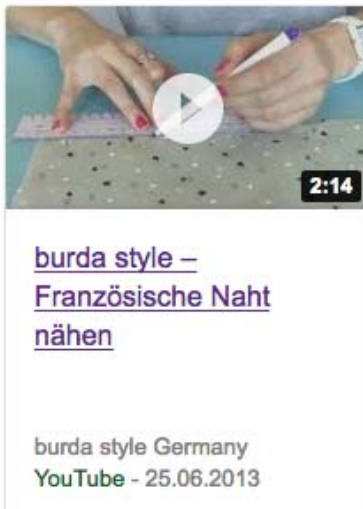 2:14
burda style –
Französische Naht
nähen
burda style Germany
YouTube - 25.06.2013